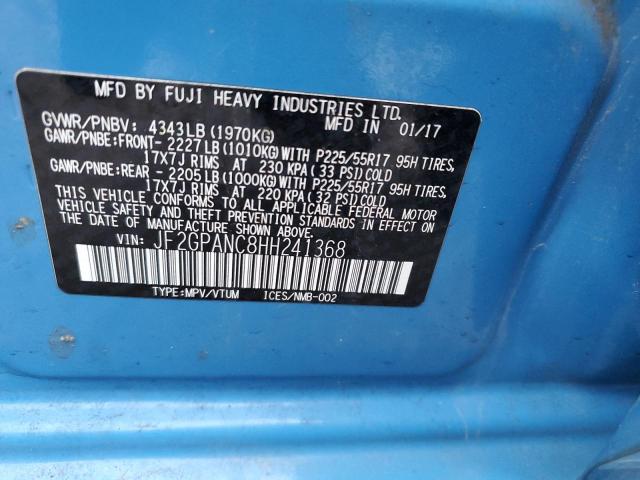 MFD BY FUJI HEAVY INDUSTRIES LTD.
GVWR/PNBV: 4343LB (1970KG) MFD IN 01/17
GAWR/PNBE:FRONT- 2227LB (1010KG) WITH P225/55R17 95H TIRES,
17X7J RIMS AT 230 KPA (33 PSI) COLD
GAWR/PNBE:REAR - 2205LB (1000KG) WITH P225/55R17 95H TIRES,
17X7J RIMS AT 220 KPA (32 PSI) COLD
THIS VEHICLE CONFORMS TO ALL APPLICABLE FEDERAL MOTOR
VEHICLE SAFETY AND THEFT PREVENTION STANDARDS IN EFFECT ON
THE DATE OF MANUFACTURE SHOWN ABOVE.
VIN: JF2GPANC8HH241368
TYPE:MPV/VTUM ICES/NMB-002